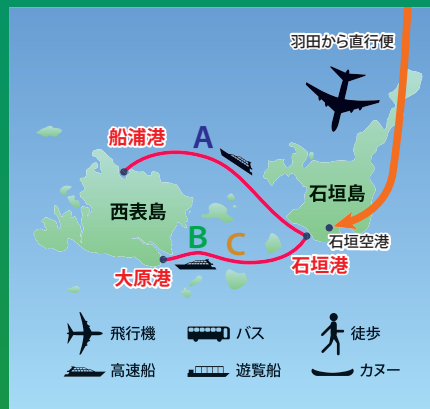 羽田から直行便
A
船浦港
石垣島
西表島
B
C
石垣空港
大原港
石垣港
飛行機
バス
徒歩
高速船
遊覧船
カヌー